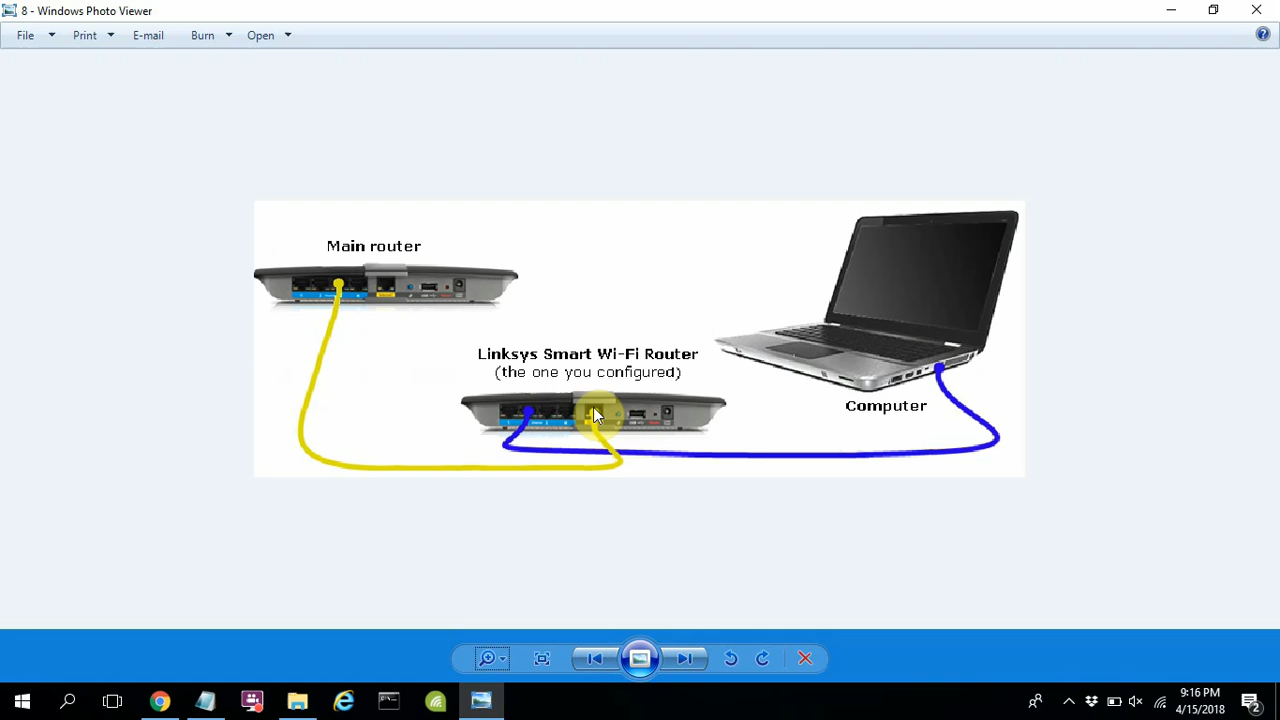 8 - Windows Photo Viewer
File Print E-mail Burn Open
Main router
Linksys Smart Wi-Fi Router
(the one you configured)
Computer
9:16 PM
4/15/2018
2